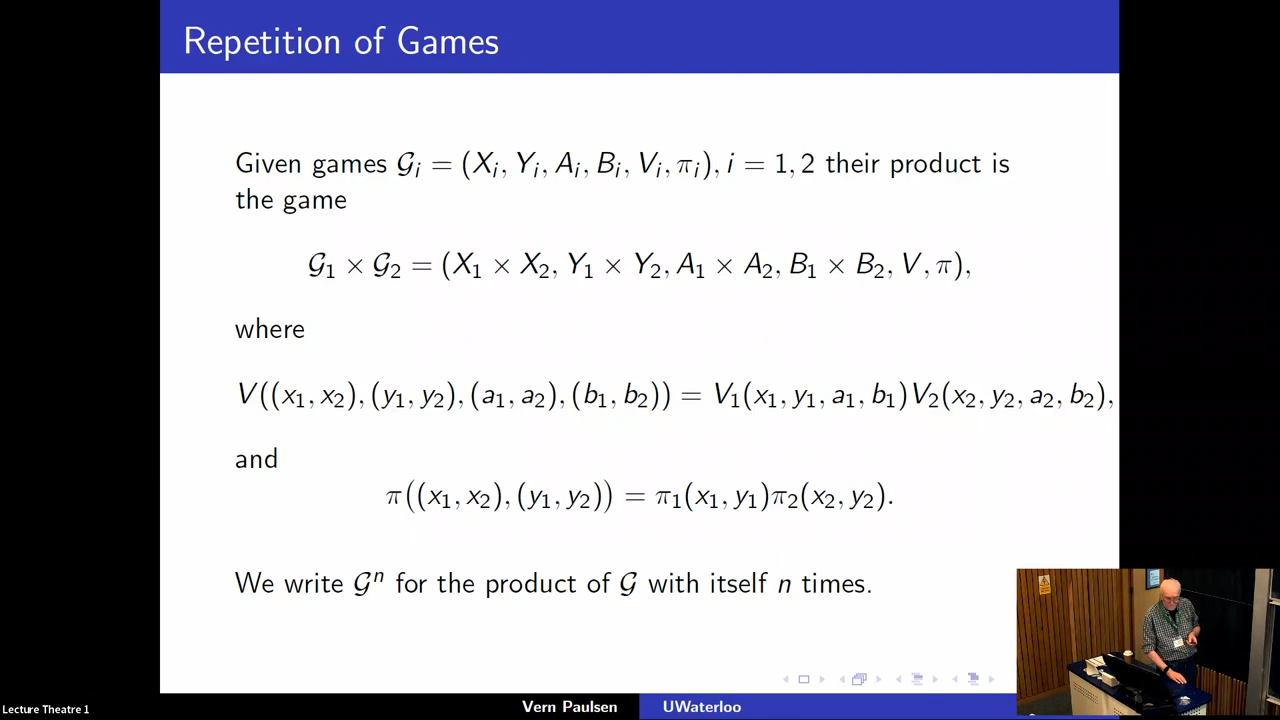 Repetition of Games
Given games 𝒢ᵢ = (Xᵢ, Yᵢ, Aᵢ, Bᵢ, Vᵢ, πᵢ), i = 1, 2 their product is
the game
𝒢₁ × 𝒢₂ = (X₁ × X₂, Y₁ × Y₂, A₁ × A₂, B₁ × B₂, V, π),
where
V((x₁, x₂), (y₁, y₂), (a₁, a₂), (b₁, b₂)) = V₁(x₁, y₁, a₁, b₁)V₂(x₂, y₂, a₂, b₂),
and
π((x₁, x₂), (y₁, y₂)) = π₁(x₁, y₁)π₂(x₂, y₂).
We write 𝒢ⁿ for the product of 𝒢 with itself n times.
Vern Paulsen UWaterloo
Lecture Theatre 1